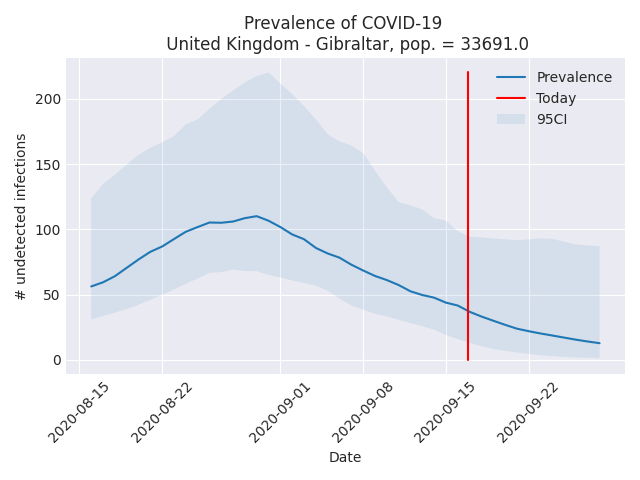 Prevalence of COVID-19
United Kingdom - Gibraltar, pop. = 33691.0
# undetected infections
200
150
100
50
0
Prevalence
Today
95CI
2020-08-15
2020-08-22
2020-09-01
2020-09-08
2020-09-15
2020-09-22
Date